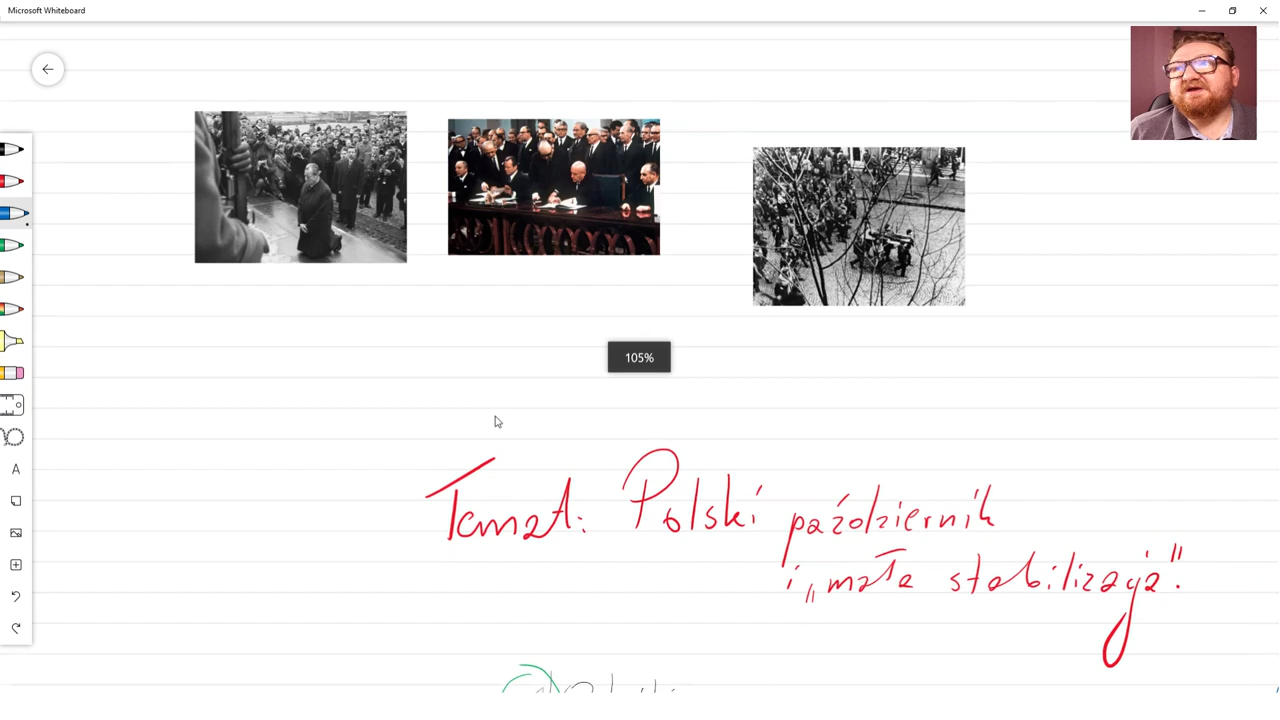 Microsoft Whiteboard
105%
Temat: Polski październik
i „mała stabilizacja".
A